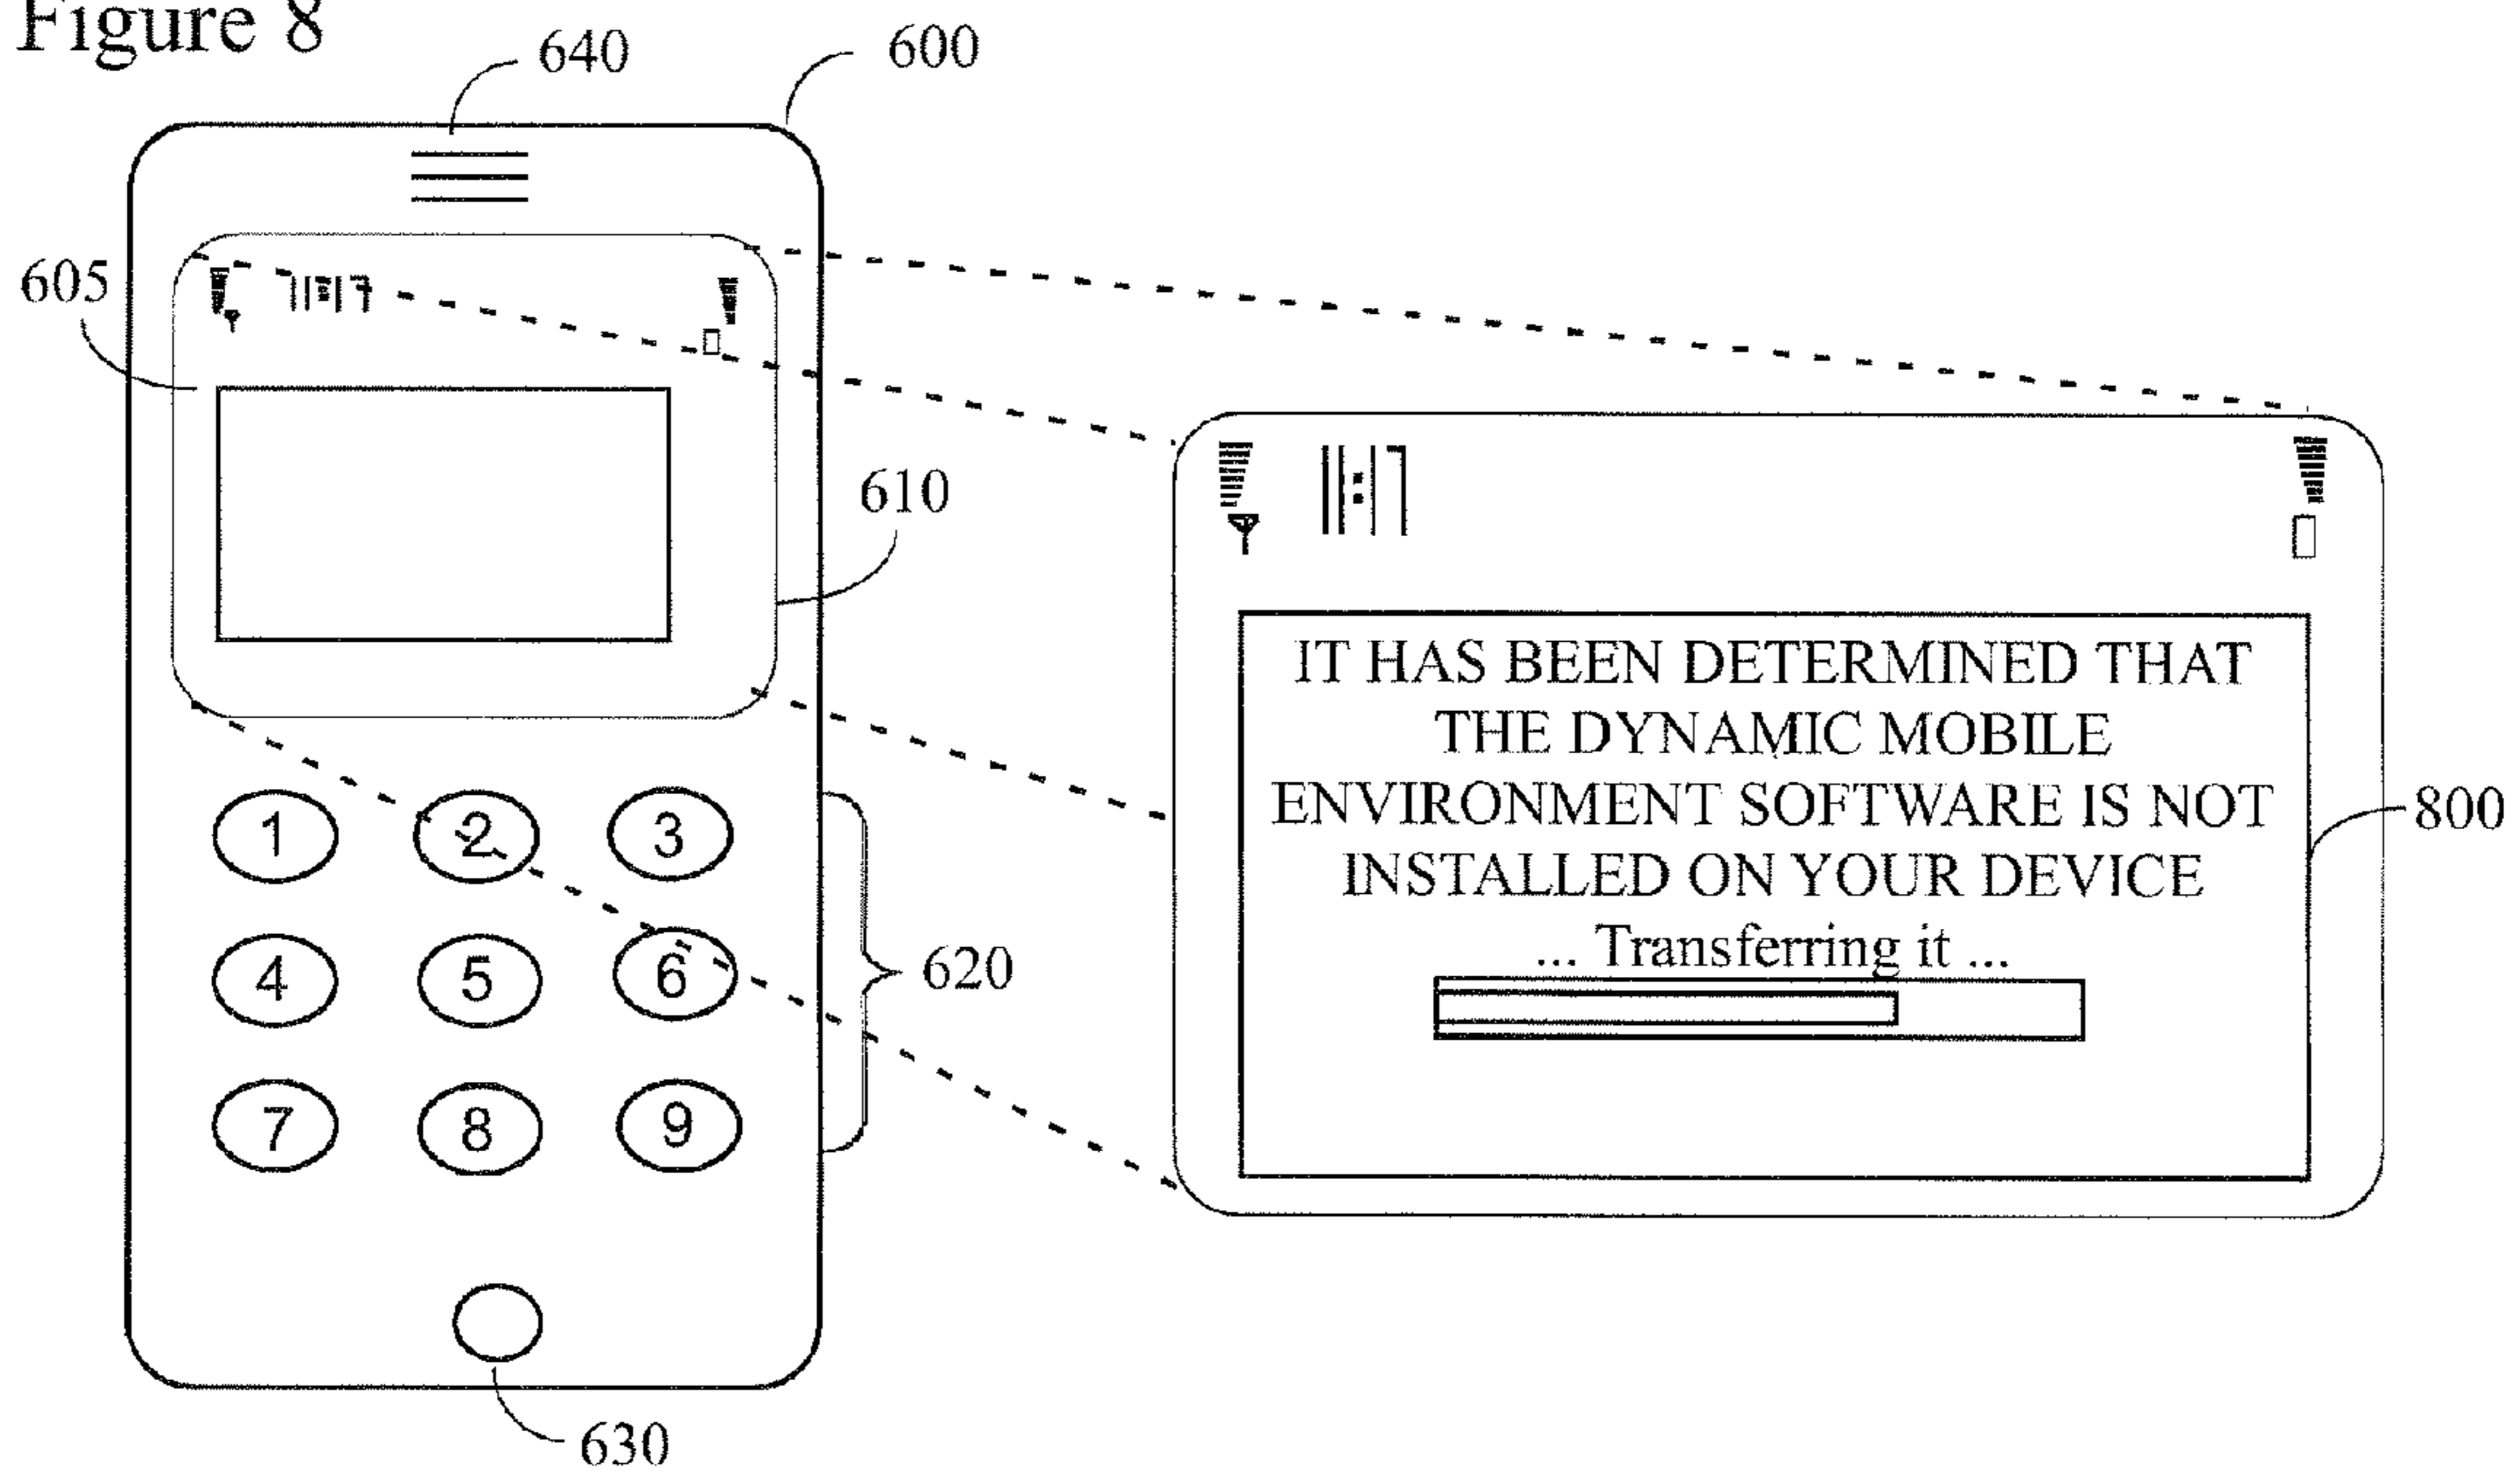 Figure 8
640
600
605
610
IT HAS BEEN DETERMINED THAT
THE DYNAMIC MOBILE
ENVIRONMENT SOFTWARE IS NOT
INSTALLED ON YOUR DEVICE
... Transferring it ...
800
1 2 3
4 5 6
620
7 8 9
630